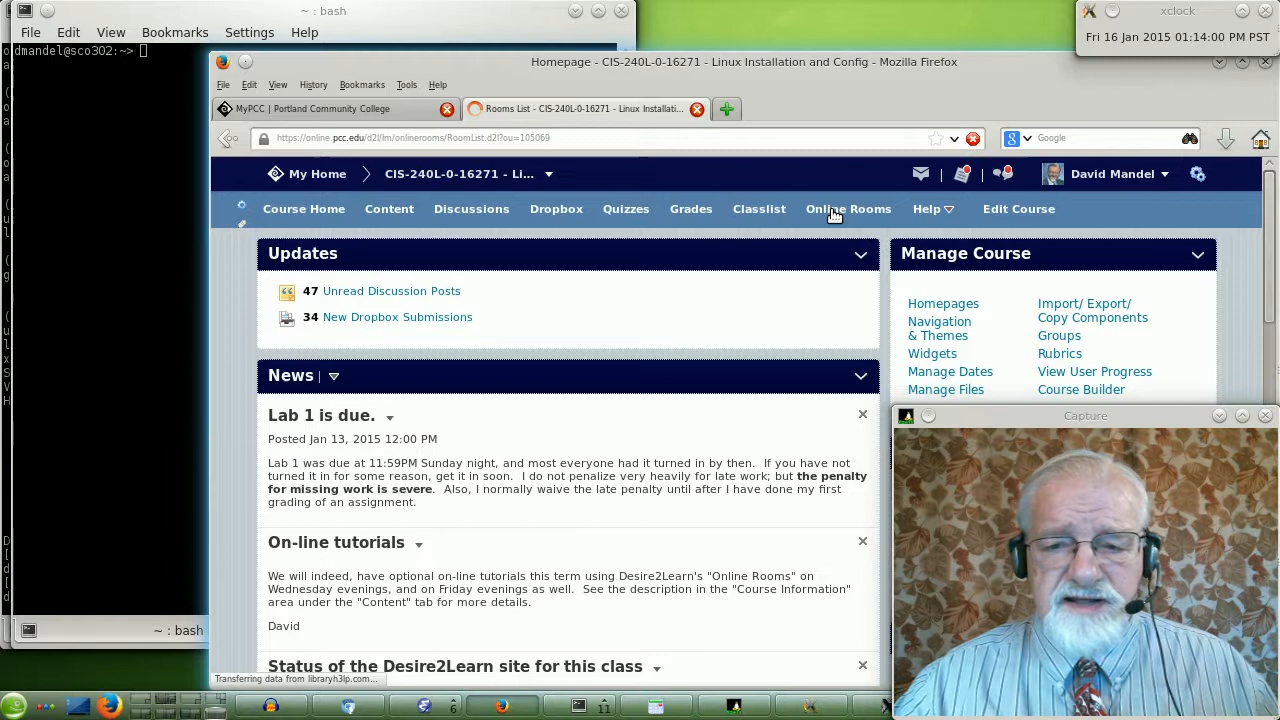 ~ : bash
File Edit View Bookmarks Settings Help
dmandel@sco302:~>
xclock
Fri 16 Jan 2015 01:14:00 PM PST
Homepage - CIS-240L-0-16271 - Linux Installation and Config - Mozilla Firefox
File Edit View History Bookmarks Tools Help
MyPCC | Portland Community College
Rooms List - CIS-240L-0-16271 - Linux Installati...
https://online.pcc.edu/d2l/lm/onlinerooms/RoomList.d2l?ou=105069
Google
My Home
CIS-240L-0-16271 - Li...
David Mandel
Course Home Content Discussions Dropbox Quizzes Grades Classlist Online Rooms Help Edit Course
Updates
47 Unread Discussion Posts
34 New Dropbox Submissions
News
Lab 1 is due.
Posted Jan 13, 2015 12:00 PM
Lab 1 was due at 11:59PM Sunday night, and most everyone had it turned in by then. If you have not
turned it in for some reason, get it in soon. I do not penalize very heavily for late work; but the penalty
for missing work is severe. Also, I normally waive the late penalty until after I have done my first
grading of an assignment.
On-line tutorials
We will indeed, have optional on-line tutorials this term using Desire2Learn's "Online Rooms" on
Wednesday evenings, and on Friday evenings as well. See the description in the "Course Information"
area under the "Content" tab for more details.
David
Status of the Desire2Learn site for this class
Manage Course
Homepages
Navigation
& Themes
Widgets
Manage Dates
Manage Files
Import/ Export/
Copy Components
Groups
Rubrics
View User Progress
Course Builder
Capture
~ : bash
Transferring data from libraryh3lp.com...
6
11